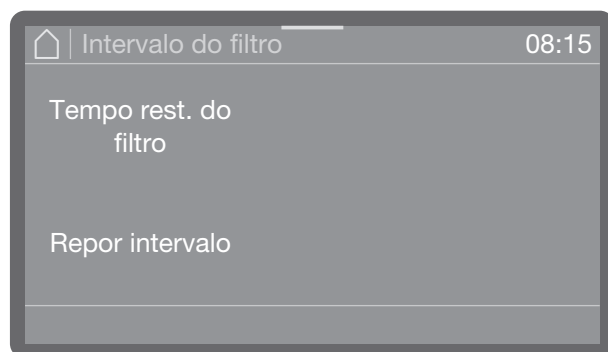 Intervalo do filtro
08:15
Tempo rest. do
filtro
Repor intervalo